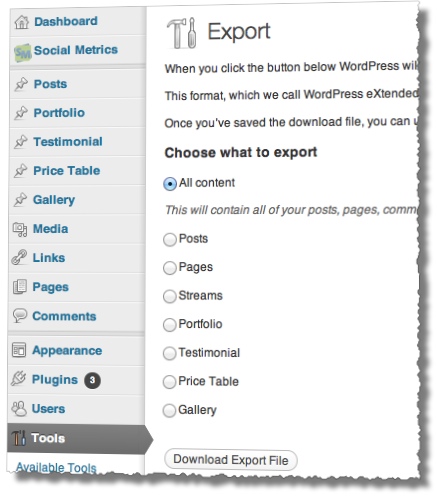 Dashboard
Social Metrics
Posts
Portfolio
Testimonial
Price Table
Gallery
Media
Links
Pages
Comments
Appearance
Plugins 3
Users
Tools
Available Tools
Export
When you click the button below WordPress
This format, which we call WordPress eXtended
Once you've saved the download file, you can
Choose what to export
All content
This will contain all of your posts, pages,
Posts
Pages
Streams
Portfolio
Testimonial
Price Table
Gallery
Download Export File